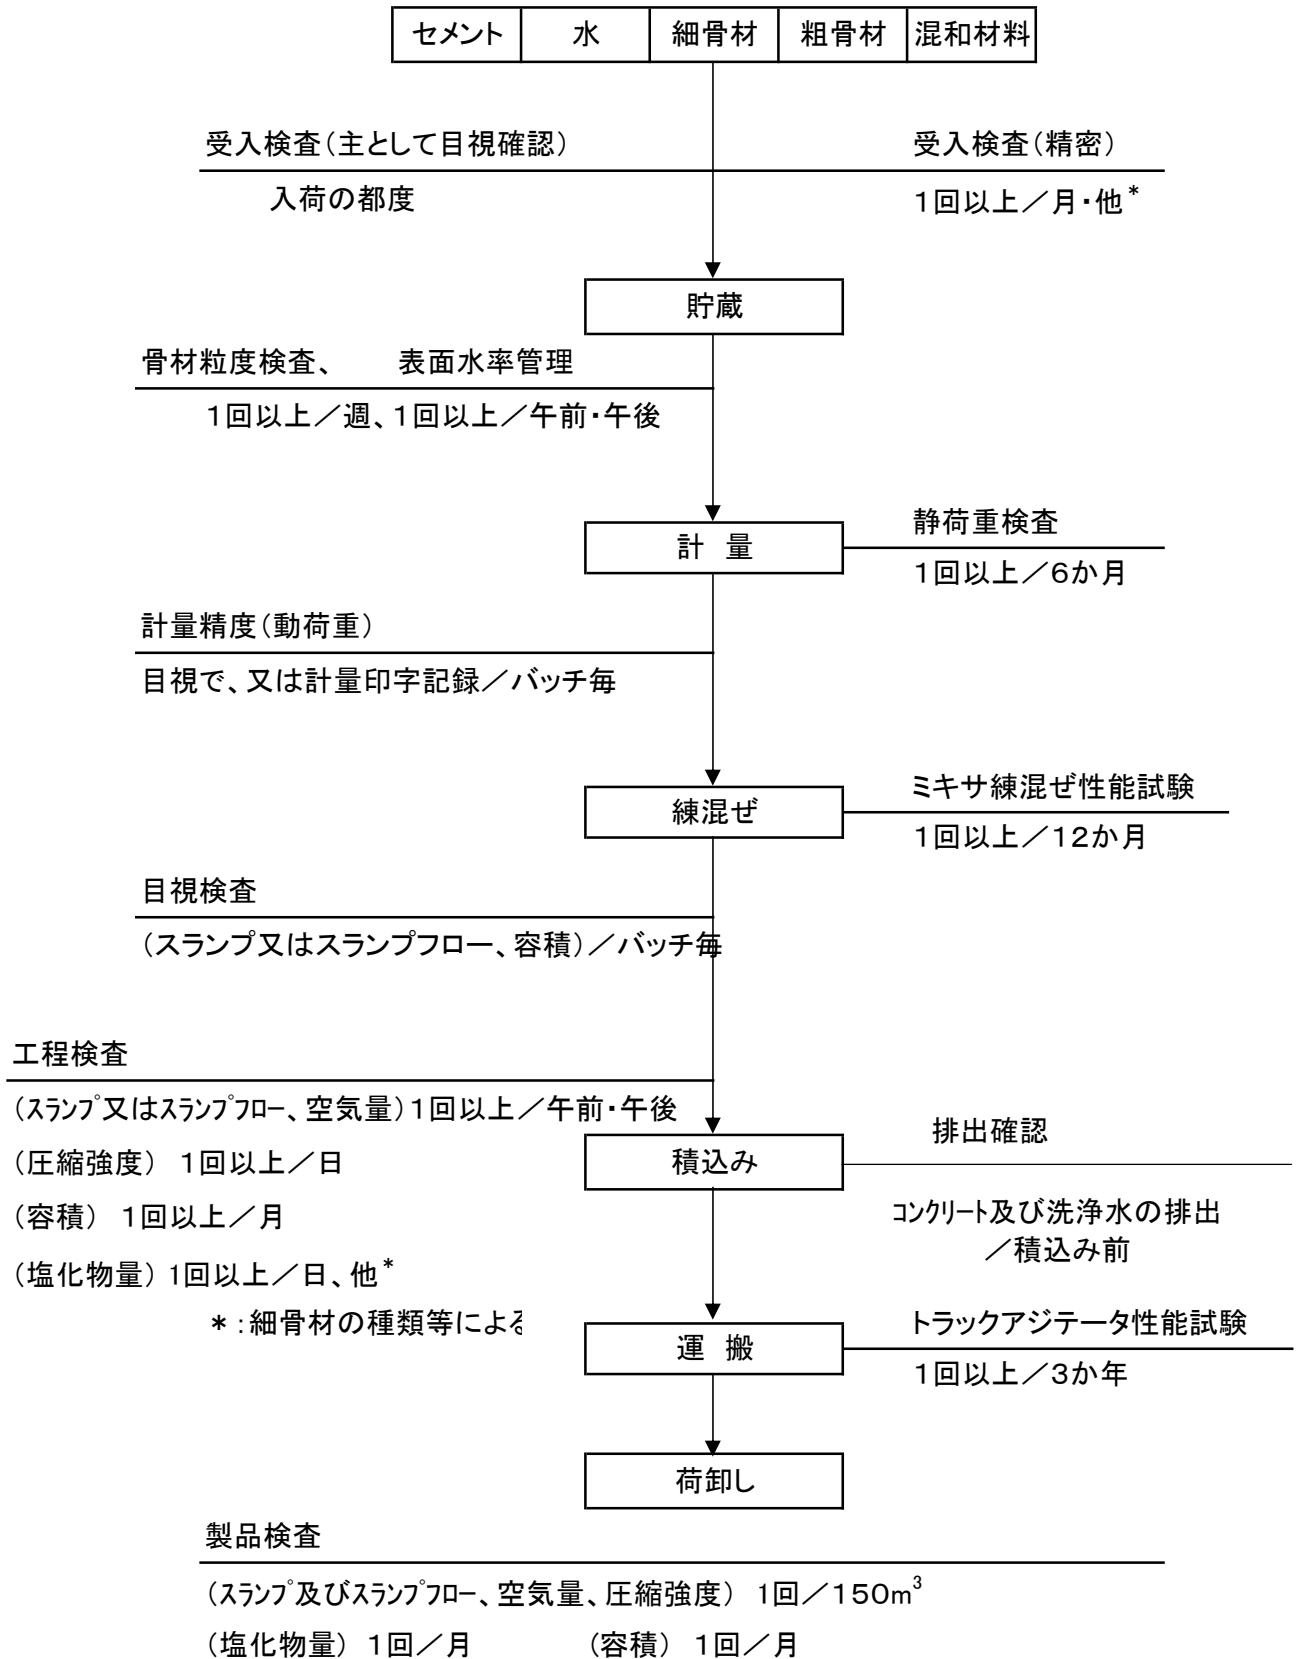 セメント 水 細骨材 粗骨材 混和材料
受入検査(主として目視確認) 受入検査(精密)
入荷の都度 1回以上/月・他*
貯蔵
骨材粒度検査、 表面水率管理
1回以上/週、1回以上/午前・午後
計 量
静荷重検査
1回以上/6か月
計量精度(動荷重)
目視で、又は計量印字記録/バッチ毎
練混ぜ
ミキサ練混ぜ性能試験
1回以上/12か月
目視検査
(スランプ又はスランプフロー、容積)/バッチ毎
工程検査
(スランプ又はスランプフロー、空気量)1回以上/午前・午後
(圧縮強度) 1回以上/日
(容積) 1回以上/月
(塩化物量) 1回以上/日、他*
*:細骨材の種類等による
積込み
排出確認
コンクリート及び洗浄水の排出
/積込み前
運 搬
トラックアジテータ性能試験
1回以上/3か年
荷卸し
製品検査
(スランプ及びスランプフロー、空気量、圧縮強度) 1回/150m³
(塩化物量) 1回/月 (容積) 1回/月